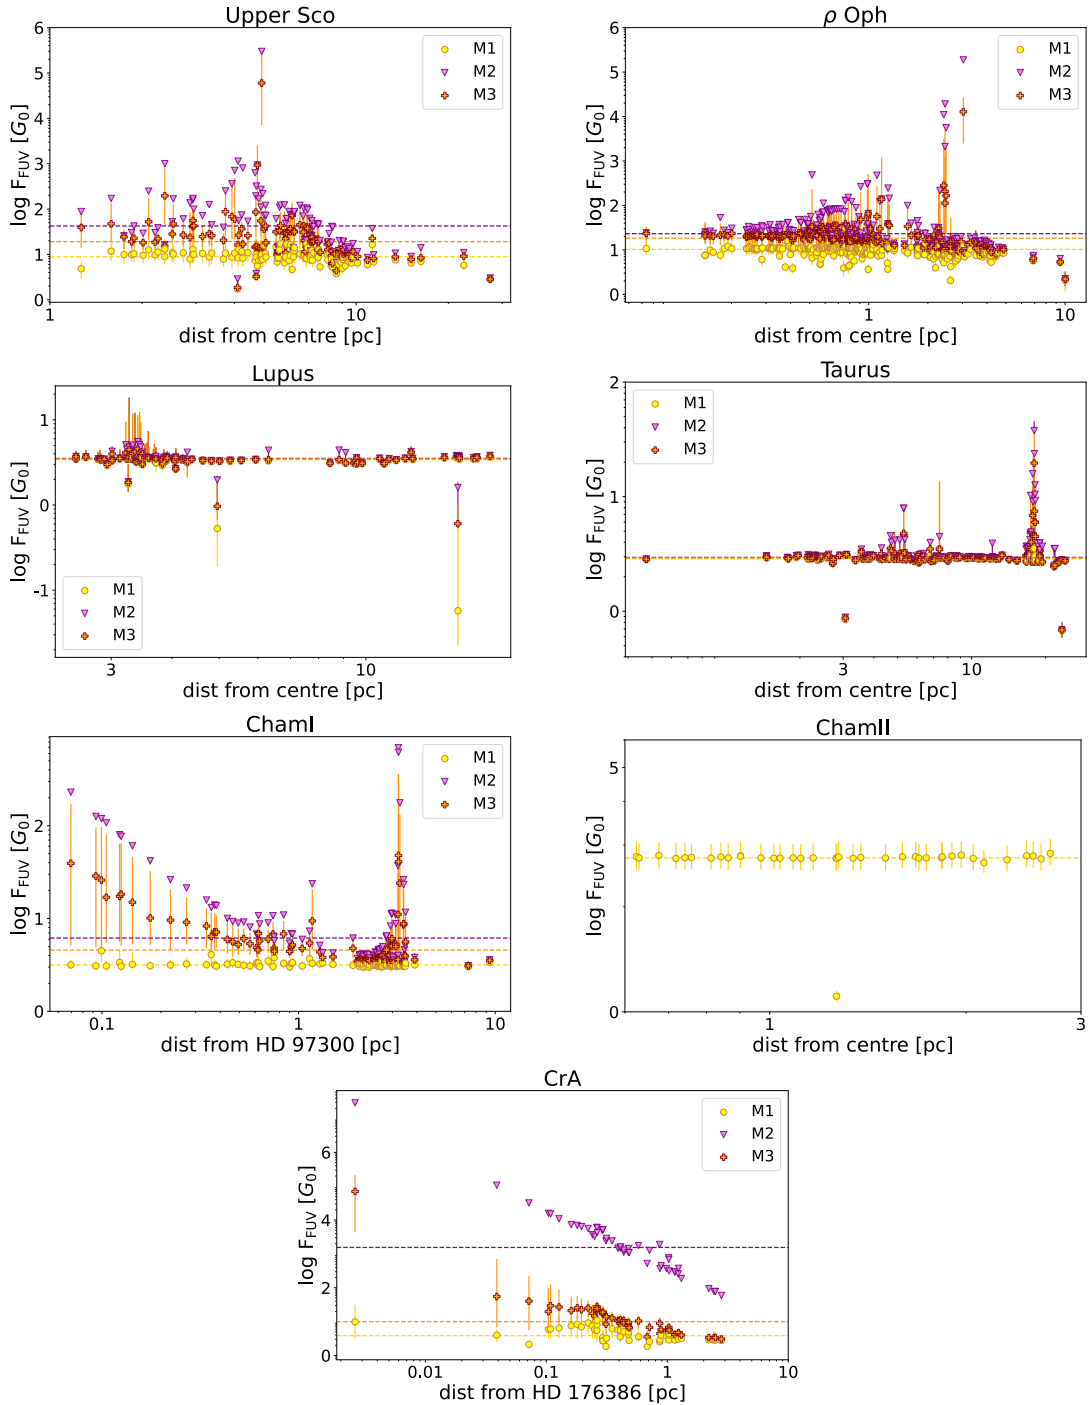 Upper Sco
6
5
4
3
2
1
0
log F_FUV [G_0]
M1
M2
M3
1
10
dist from centre [pc]
ρ Oph
6
5
4
3
2
1
0
log F_FUV [G_0]
M1
M2
M3
1
10
dist from centre [pc]
Lupus
1
0
-1
log F_FUV [G_0]
M1
M2
M3
3
10
dist from centre [pc]
Taurus
2
1
0
log F_FUV [G_0]
M1
M2
M3
3
10
dist from centre [pc]
ChamI
2
1
0
log F_FUV [G_0]
M1
M2
M3
0.1
1
10
dist from HD 97300 [pc]
ChamII
5
0
log F_FUV [G_0]
1
3
dist from centre [pc]
CrA
6
4
2
0
log F_FUV [G_0]
M1
M2
M3
0.01
0.1
1
10
dist from HD 176386 [pc]